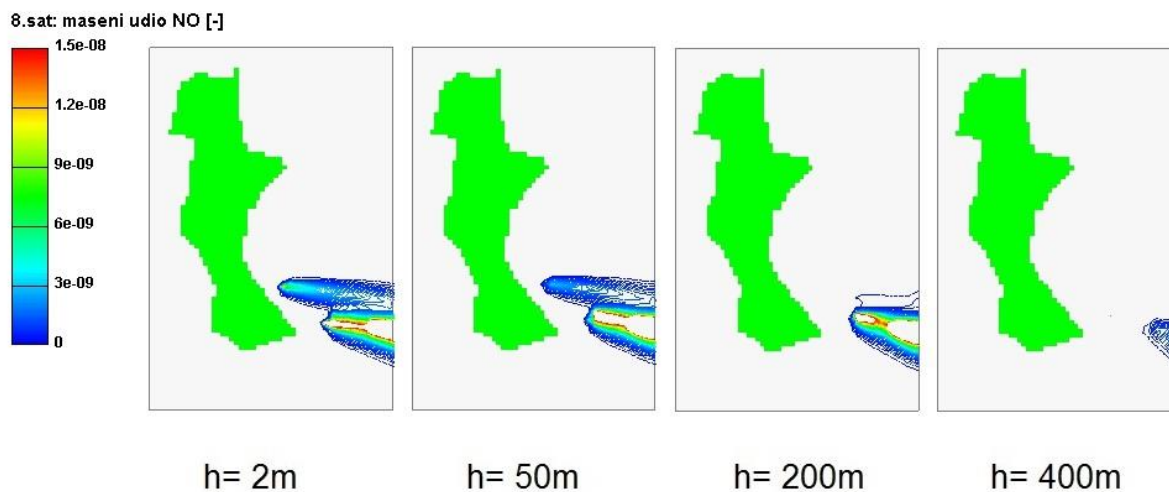 8.sat: maseni udio NO [-]
1.5e-08
1.2e-08
9e-09
6e-09
3e-09
0
h= 2m
h= 50m
h= 200m
h= 400m